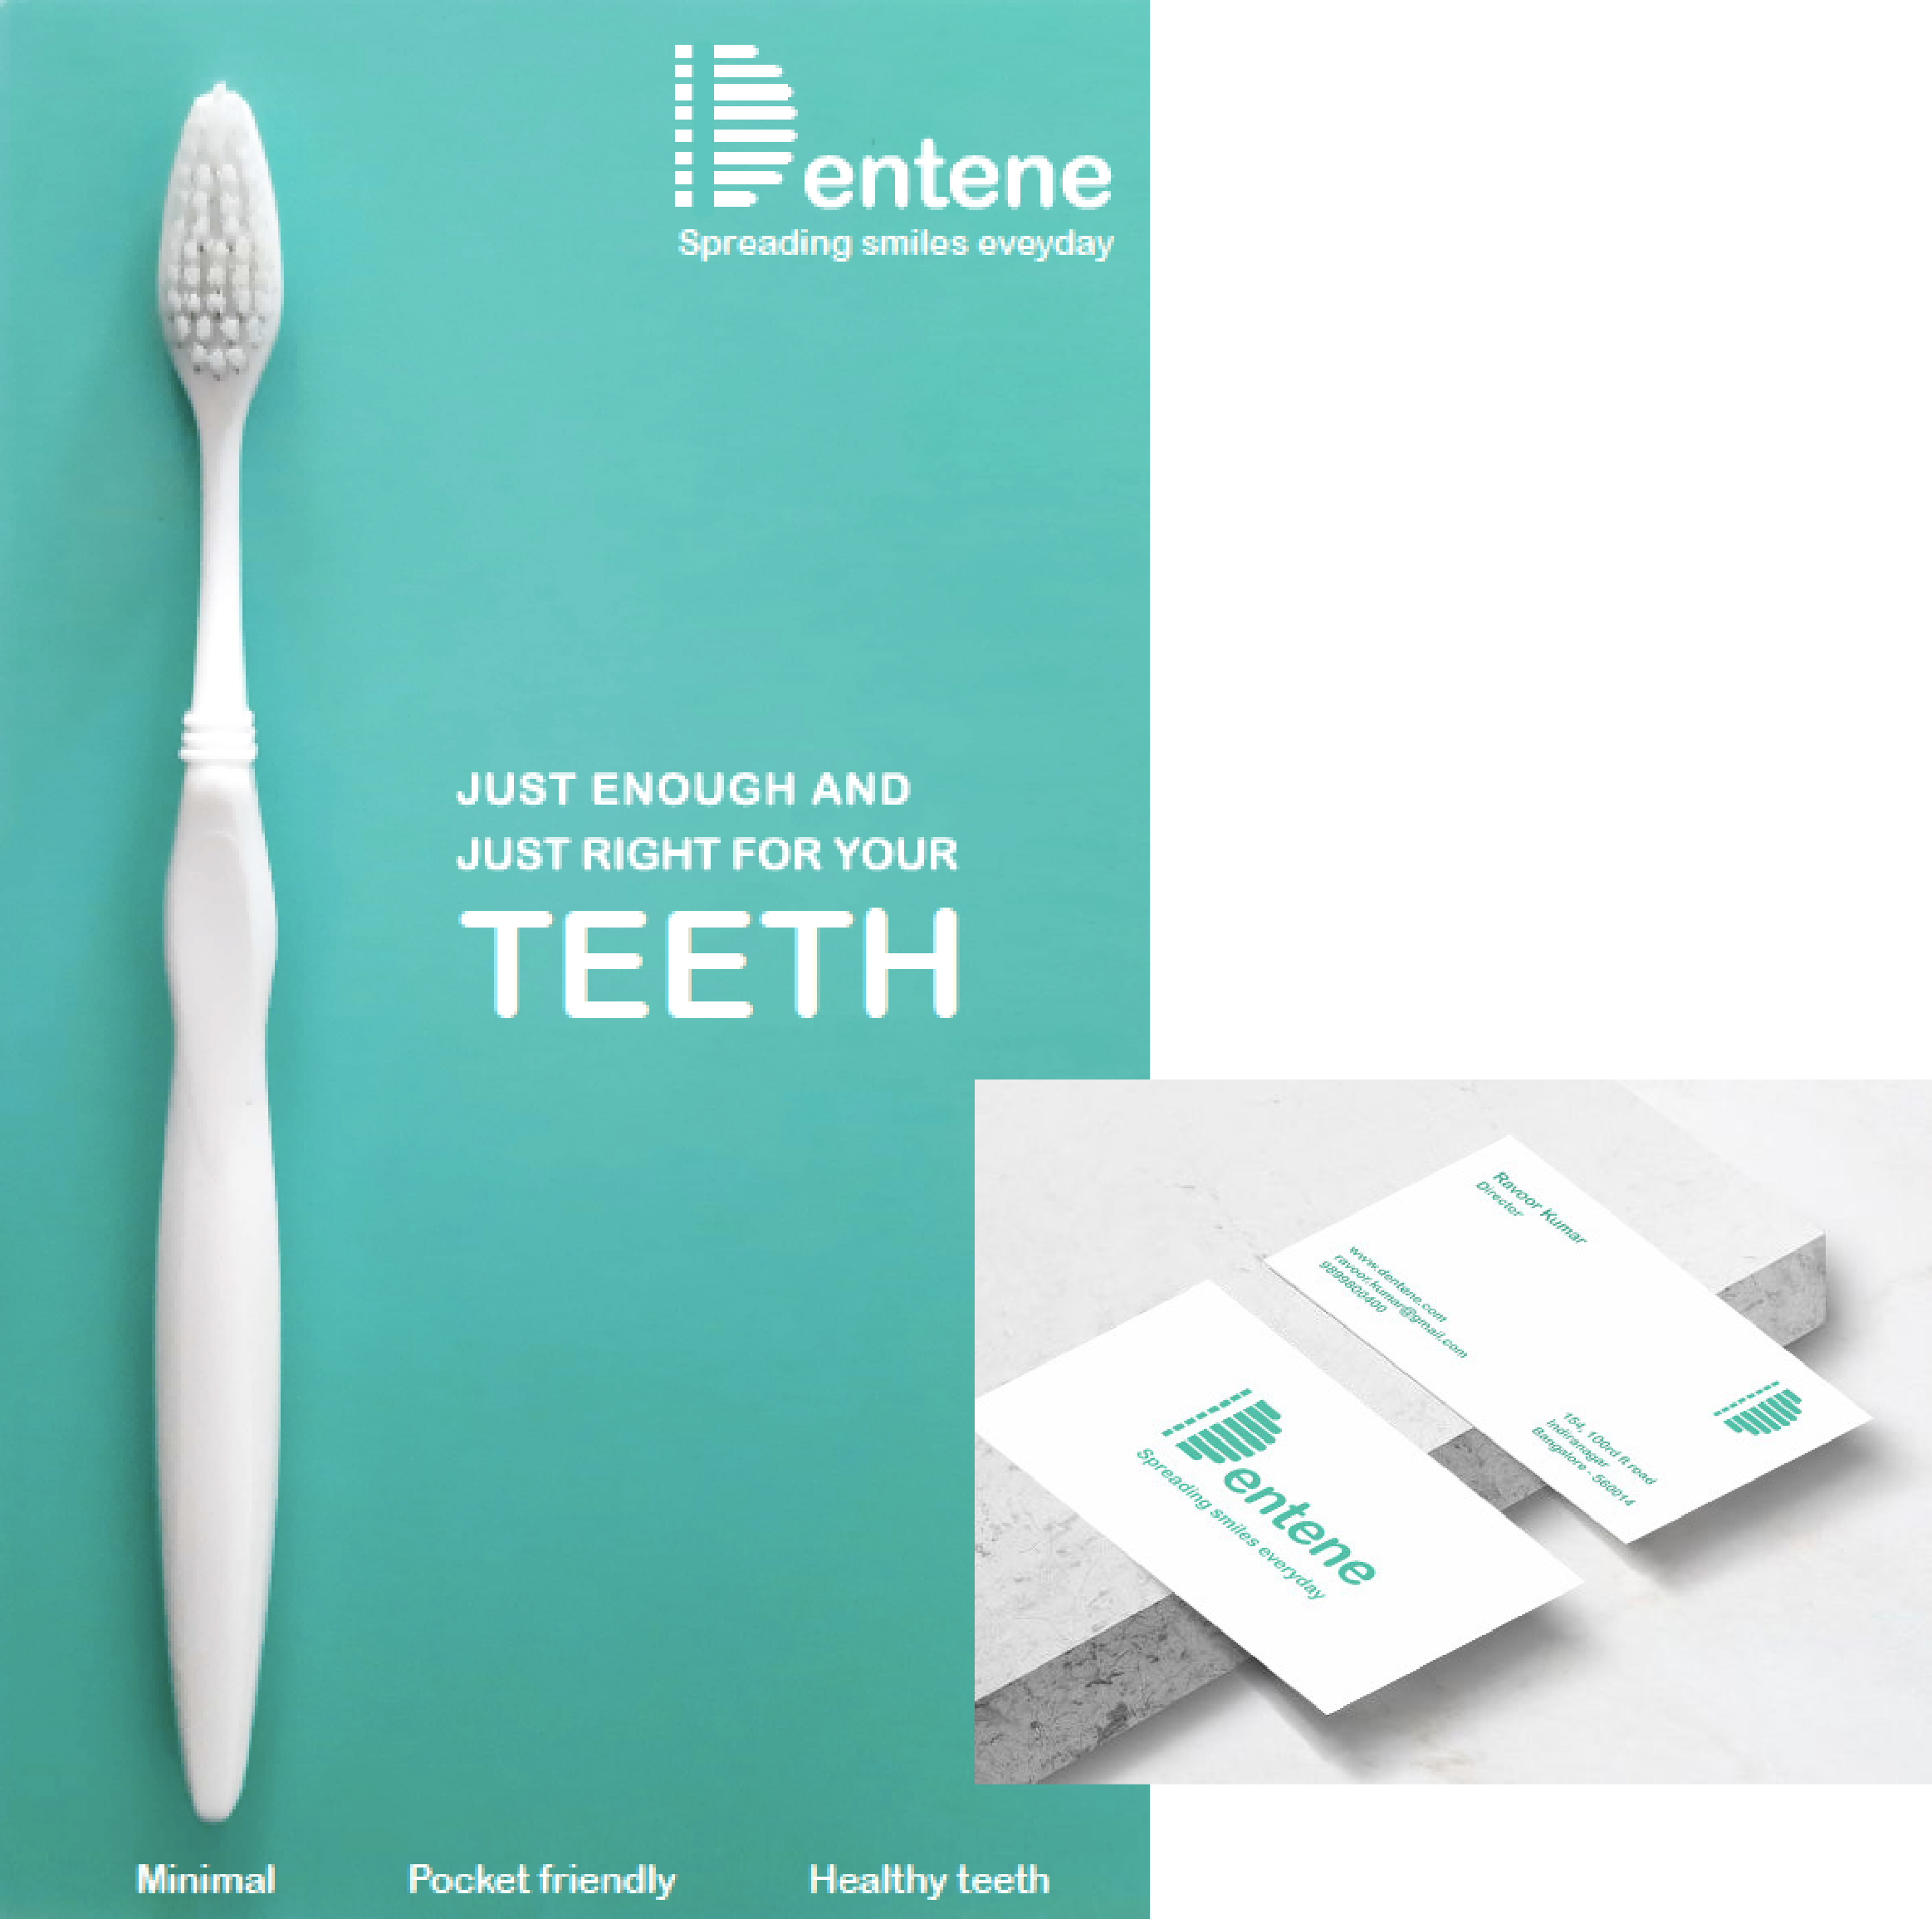 Dentene
Spreading smiles eveyday
JUST ENOUGH AND
JUST RIGHT FOR YOUR
TEETH
Minimal
Pocket friendly
Healthy teeth
Ravoor Kumar
Director
www.dentene.com
ravoor.kumar@gmail.com
9899800400
154, 100rd ft road
Indiranagar
Bangalore - 560014
D
Dentene
Spreading smiles everyday